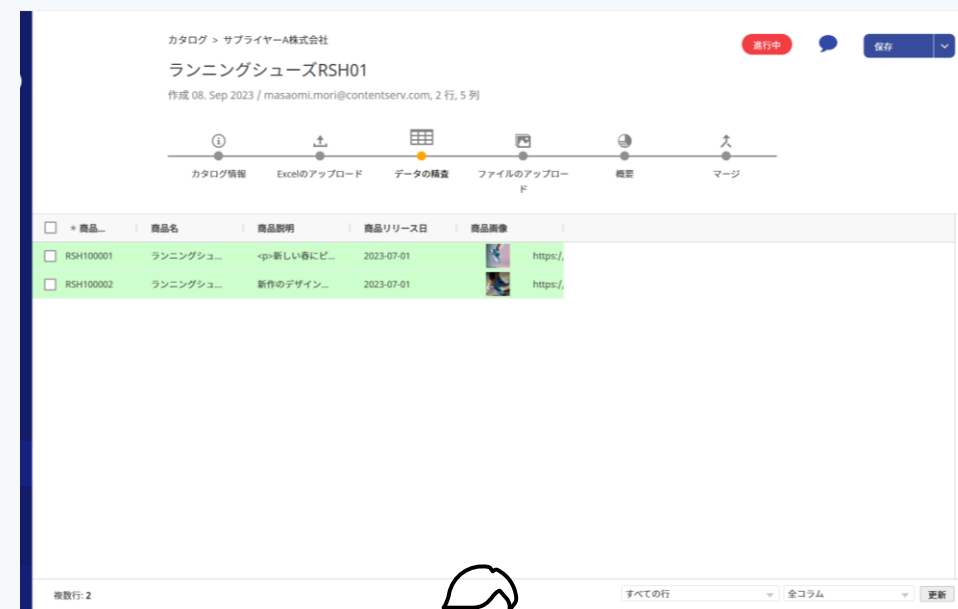 カタログ > サプライヤーA株式会社
進行中
保存
ランニングシューズRSH01
作成 08. Sep 2023 / masaomi.mori@contentserv.com, 2 行, 5 列
カタログ情報
Excelのアップロード
データの精査
ファイルのアップロー
ド
概要
マージ
* 商品... 商品名 商品説明 商品リリース日 商品画像
RSH100001 ランニングシュ... <p>新しい春にピ... 2023-07-01 https:/
RSH100002 ランニングシュ... 新作のデザイン... 2023-07-01 https:/
複数行: 2 すべての行 全コラム 更新